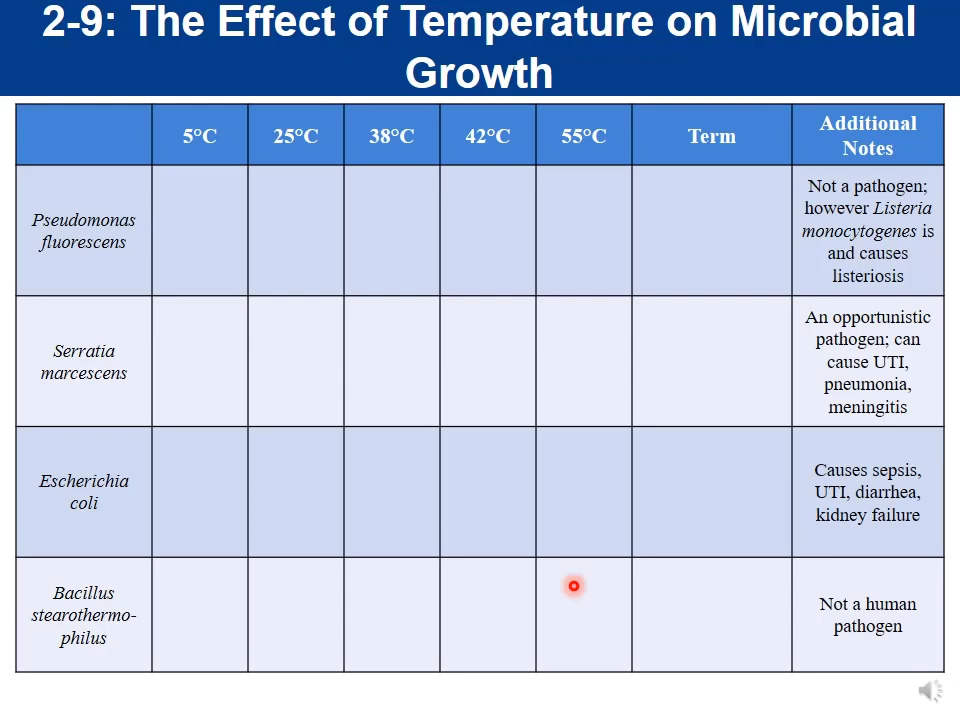 2-9: The Effect of Temperature on Microbial
Growth
5°C
25°C
38°C
42°C
55°C
Term
Additional
Notes
Pseudomonas
fluorescens
Not a pathogen;
however Listeria
monocytogenes is
and causes
listeriosis
Serratia
marcescens
An opportunistic
pathogen; can
cause UTI,
pneumonia,
meningitis
Escherichia
coli
Causes sepsis,
UTI, diarrhea,
kidney failure
Bacillus
stearothermo-
philus
Not a human
pathogen